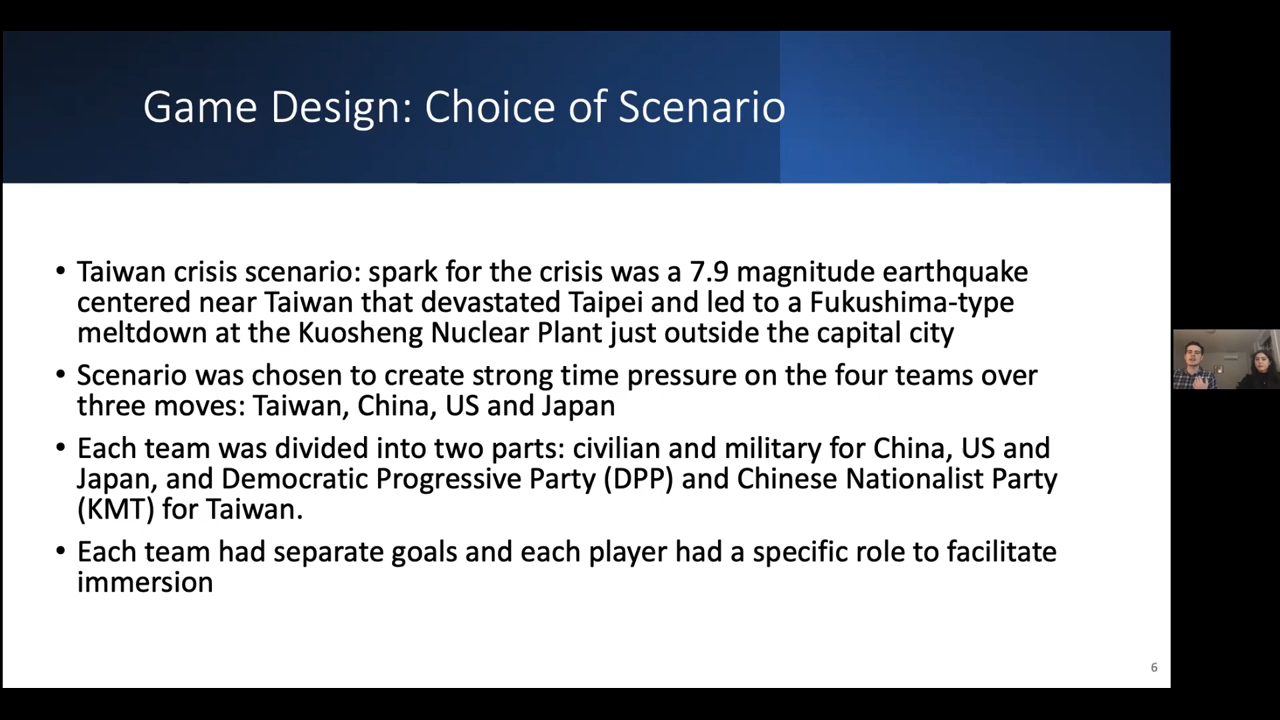 Game Design: Choice of Scenario
• Taiwan crisis scenario: spark for the crisis was a 7.9 magnitude earthquake
centered near Taiwan that devastated Taipei and led to a Fukushima-type
meltdown at the Kuosheng Nuclear Plant just outside the capital city
• Scenario was chosen to create strong time pressure on the four teams over
three moves: Taiwan, China, US and Japan
• Each team was divided into two parts: civilian and military for China, US and
Japan, and Democratic Progressive Party (DPP) and Chinese Nationalist Party
(KMT) for Taiwan.
• Each team had separate goals and each player had a specific role to facilitate
immersion
6